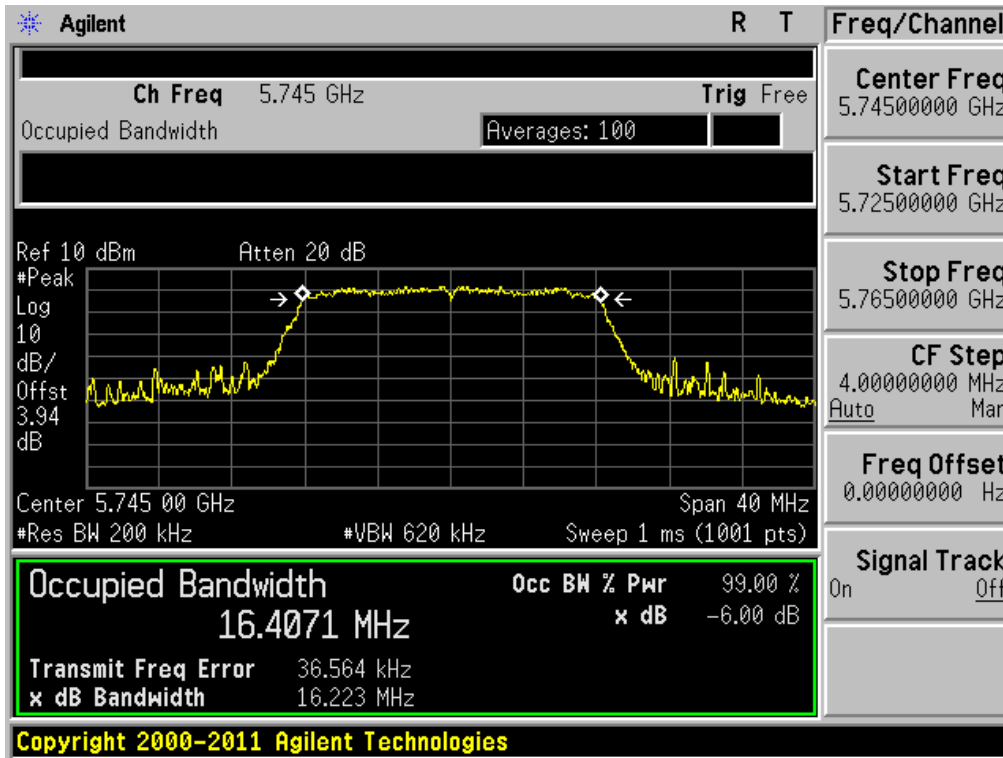 Agilent R T
Freq/Channel
Ch Freq 5.745 GHz Trig Free
Occupied Bandwidth Averages: 100
Center Freq
5.74500000 GHz
Start Freq
5.72500000 GHz
Stop Freq
5.76500000 GHz
CF Step
4.00000000 MHz
Auto Man
Freq Offset
0.00000000 Hz
Signal Track
On Off
Ref 10 dBm Atten 20 dB
#Peak
Log
10
dB/
Offst
3.94
dB
Center 5.745 00 GHz Span 40 MHz
#Res BW 200 kHz #VBW 620 kHz Sweep 1 ms (1001 pts)
Occupied Bandwidth
16.4071 MHz
Occ BW % Pwr 99.00 %
x dB -6.00 dB
Transmit Freq Error 36.564 kHz
x dB Bandwidth 16.223 MHz
Copyright 2000-2011 Agilent Technologies